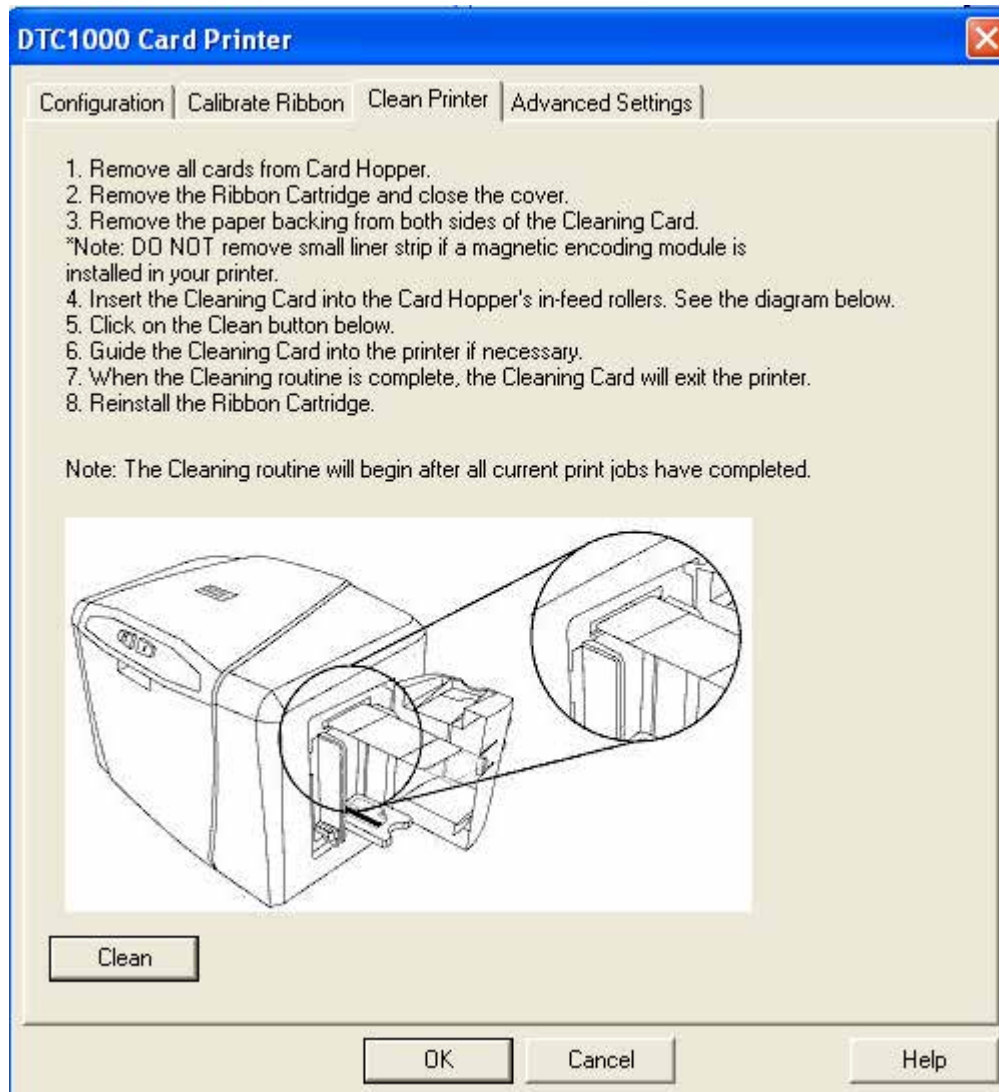 DTC1000 Card Printer
Configuration
Calibrate Ribbon
Clean Printer
Advanced Settings
1. Remove all cards from Card Hopper.
2. Remove the Ribbon Cartridge and close the cover.
3. Remove the paper backing from both sides of the Cleaning Card.
*Note: DO NOT remove small liner strip if a magnetic encoding module is
installed in your printer.
4. Insert the Cleaning Card into the Card Hopper's in-feed rollers. See the diagram below.
5. Click on the Clean button below.
6. Guide the Cleaning Card into the printer if necessary.
7. When the Cleaning routine is complete, the Cleaning Card will exit the printer.
8. Reinstall the Ribbon Cartridge.
Note: The Cleaning routine will begin after all current print jobs have completed.
Clean
OK
Cancel
Help